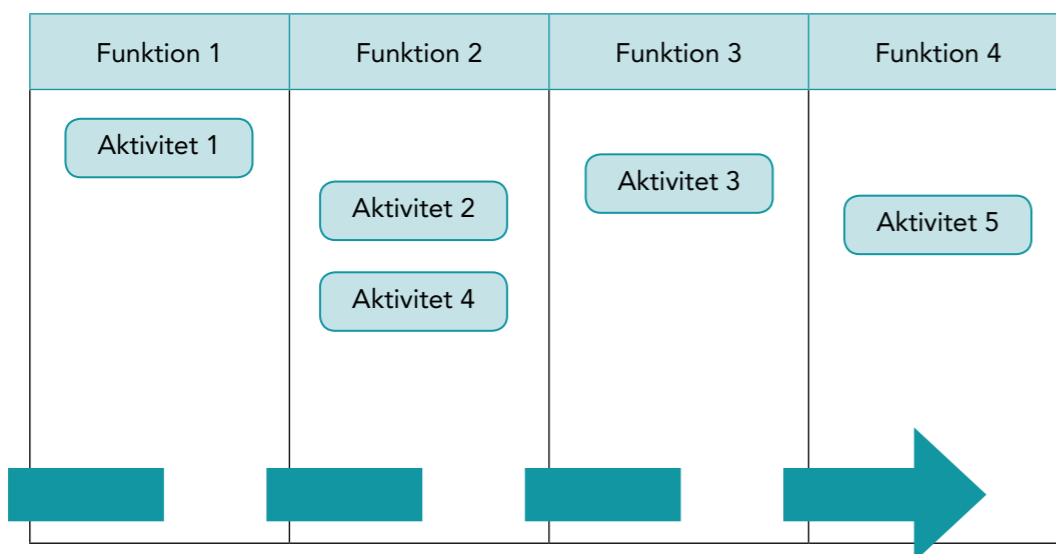 Funktion 1
Funktion 2
Funktion 3
Funktion 4
Aktivitet 1
Aktivitet 2
Aktivitet 4
Aktivitet 3
Aktivitet 5